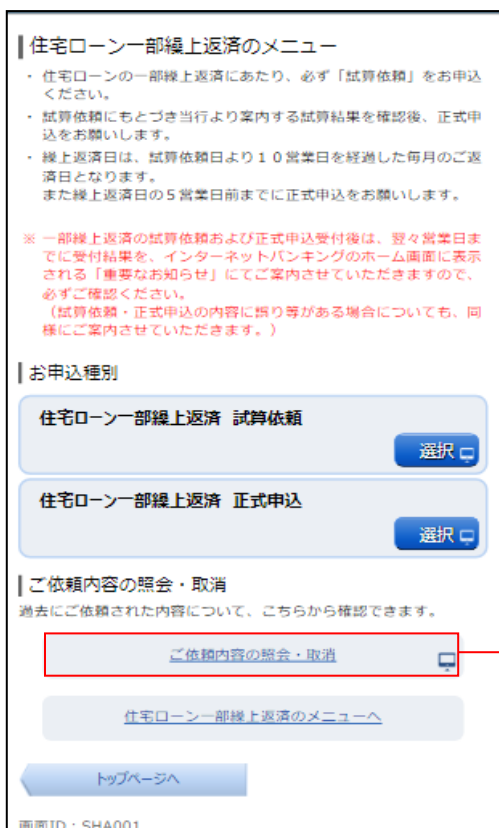 住宅ローン一部繰上返済のメニュー
・ 住宅ローンの一部繰上返済にあたり、必ず「試算依頼」をお申込
ください。
・ 試算依頼にもとづき当行より案内する試算結果を確認後、正式申
込をお願いします。
・ 繰上返済日は、試算依頼日より１０営業日を経過した毎月のご返
済日となります。
また繰上返済日の５営業日前までに正式申込をお願いします。
※ 一部繰上返済の試算依頼および正式申込受付後は、翌々営業日ま
でに受付結果を、インターネットバンキングのホーム画面に表示
される「重要なお知らせ」にてご案内させていただきますので、
必ずご確認ください。
（試算依頼・正式申込の内容に誤り等がある場合についても、同
様にご案内させていただきます。）
お申込種別
住宅ローン一部繰上返済 試算依頼
選択
住宅ローン一部繰上返済 正式申込
選択
ご依頼内容の照会・取消
過去にご依頼された内容について、こちらから確認できます。
ご依頼内容の照会・取消
住宅ローン一部繰上返済のメニューへ
トップページへ
画面ID：SHA001